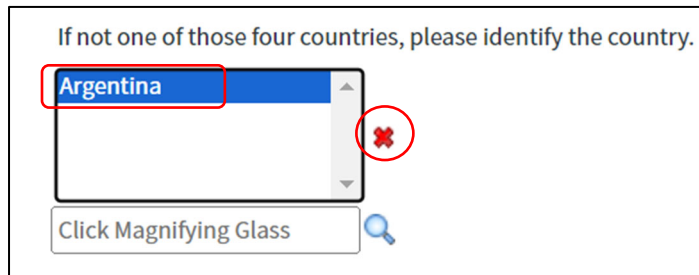 If not one of those four countries, please identify the country.
Argentina
Click Magnifying Glass